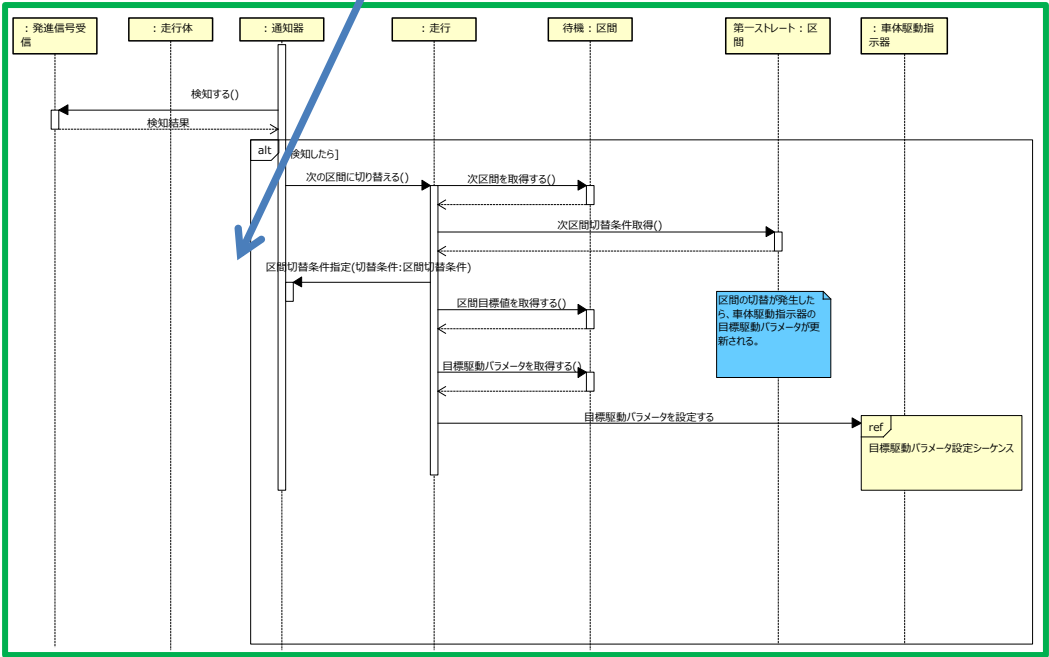 : 発進信号受
信
: 走行体
: 通知器
: 走行
待機 : 区間
第一ストレート : 区
間
: 車体駆動指
示器
検知する()
検知結果
alt
検知したら]
次の区間に切り替える()
次区間を取得する()
次区間切替条件取得()
区間切替条件指定(切替条件:区間切替条件)
区間目標値を取得する()
区間の切替が発生した
ら、車体駆動指示器の
目標駆動パラメータが更
新される。
目標駆動パラメータを取得する()
目標駆動パラメータを設定する
ref
目標駆動パラメータ設定シーケンス